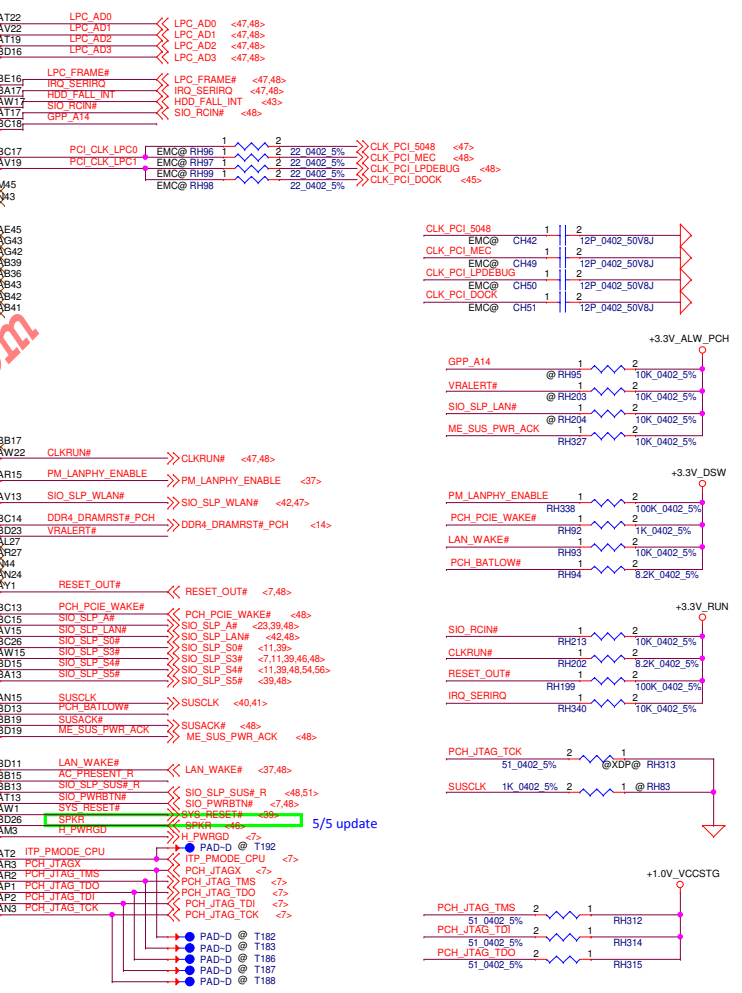 AT22 LPC_AD0 LPC_AD0 <47,48>
AV22 LPC_AD1 LPC_AD1 <47,48>
AT19 LPC_AD2 LPC_AD2 <47,48>
BD16 LPC_AD3 LPC_AD3 <47,48>
BE16 LPC_FRAME# LPC_FRAME# <47,48>
BA17 IRQ_SERIRQ IRQ_SERIRQ <47,48>
AW17 HDD_FALL_INT HDD_FALL_INT <43>
AT17 SIO_RCIN# SIO_RCIN# <48>
BC18 GPP_A14
BC17 PCI_CLK_LPC0 EMC@ RH96 1 2 22_0402_5% CLK_PCI_5048 <47>
AV19 PCI_CLK_LPC1 EMC@ RH97 1 2 22_0402_5% CLK_PCI_MEC <48>
EMC@ RH99 1 2 22_0402_5% CLK_PCI_LPDEBUG <48>
EMC@ RH98 1 2 22_0402_5% CLK_PCI_DOCK <45>
M45
N43
AE45
AG43
AG42
AB39
AB36
AB43
AB42
AB41
CLK_PCI_5048 1 2
EMC@ CH42 12P_0402_50V8J
CLK_PCI_MEC 1 2
EMC@ CH49 12P_0402_50V8J
CLK_PCI_LPDEBUG 1 2
EMC@ CH50 12P_0402_50V8J
CLK_PCI_DOCK 1 2
EMC@ CH51 12P_0402_50V8J
om
+3.3V_ALW_PCH
GPP_A14 1 2
@ RH95 10K_0402_5%
VRALERT# 1 2
@ RH203 10K_0402_5%
SIO_SLP_LAN# 1 2
@ RH204 10K_0402_5%
ME_SUS_PWR_ACK 1 2
RH327 10K_0402_5%
BB17
AW22 CLKRUN# CLKRUN# <47,48>
AR15 PM_LANPHY_ENABLE PM_LANPHY_ENABLE <37>
AV13 SIO_SLP_WLAN# SIO_SLP_WLAN# <42,47>
BC14 DDR4_DRAMRST#_PCH DDR4_DRAMRST#_PCH <14>
BD23 VRALERT#
AL27
AR27
N44
AN24
AY1 RESET_OUT# RESET_OUT# <7,48>
+3.3V_DSW
PM_LANPHY_ENABLE 1 2
RH338 100K_0402_5%
PCH_PCIE_WAKE# 1 2
RH92 1K_0402_5%
LAN_WAKE# 1 2
RH93 10K_0402_5%
PCH_BATLOW# 1 2
RH94 8.2K_0402_5%
BC13 PCH_PCIE_WAKE# PCH_PCIE_WAKE# <48>
BC15 SIO_SLP_A# SIO_SLP_A# <23,39,48>
AV15 SIO_SLP_LAN# SIO_SLP_LAN# <42,48>
BC26 SIO_SLP_S0# SIO_SLP_S0# <11,39>
AW15 SIO_SLP_S3# SIO_SLP_S3# <7,11,39,46,48>
BD15 SIO_SLP_S4# SIO_SLP_S4# <11,39,48,54,56>
BA13 SIO_SLP_S5# SIO_SLP_S5# <39,48>
AN15 SUSCLK SUSCLK <40,41>
BD13 PCH_BATLOW#
BB19 SUSACK# SUSACK# <48>
BD19 ME_SUS_PWR_ACK ME_SUS_PWR_ACK <48>
+3.3V_RUN
SIO_RCIN# 1 2
RH213 10K_0402_5%
CLKRUN# 1 2
RH202 8.2K_0402_5%
RESET_OUT# 1 2
RH199 100K_0402_5%
IRQ_SERIRQ 1 2
RH340 10K_0402_5%
BD11 LAN_WAKE# LAN_WAKE# <37,48>
BB15 AC_PRESENT_R
BB13 SIO_SLP_SUS#_R SIO_SLP_SUS#_R <48,51>
AT13 SIO_PWRBTN# SIO_PWRBTN# <7,48>
AW1 SYS_RESET# SYS_RESET# <39>
BD26 SPKR SPKR <46> 5/5 update
AM3 H_PWRGD H_PWRGD <7>
PCH_JTAG_TCK 2 1
51_0402_5% @XDP@ RH313
SUSCLK 1K_0402_5% 2 1 @ RH83
PAD~D @ T192
AT2 ITP_PMODE_CPU ITP_PMODE_CPU <7>
AR3 PCH_JTAGX PCH_JTAGX <7>
AR2 PCH_JTAG_TMS PCH_JTAG_TMS <7>
AP1 PCH_JTAG_TDO PCH_JTAG_TDO <7>
AP2 PCH_JTAG_TDI PCH_JTAG_TDI <7>
AN3 PCH_JTAG_TCK PCH_JTAG_TCK <7>
PAD~D @ T182
PAD~D @ T183
PAD~D @ T186
PAD~D @ T187
PAD~D @ T188
+1.0V_VCCSTG
PCH_JTAG_TMS 2 1
51_0402_5% RH312
PCH_JTAG_TDI 2 1
51_0402_5% RH314
PCH_JTAG_TDO 2 1
51_0402_5% RH315